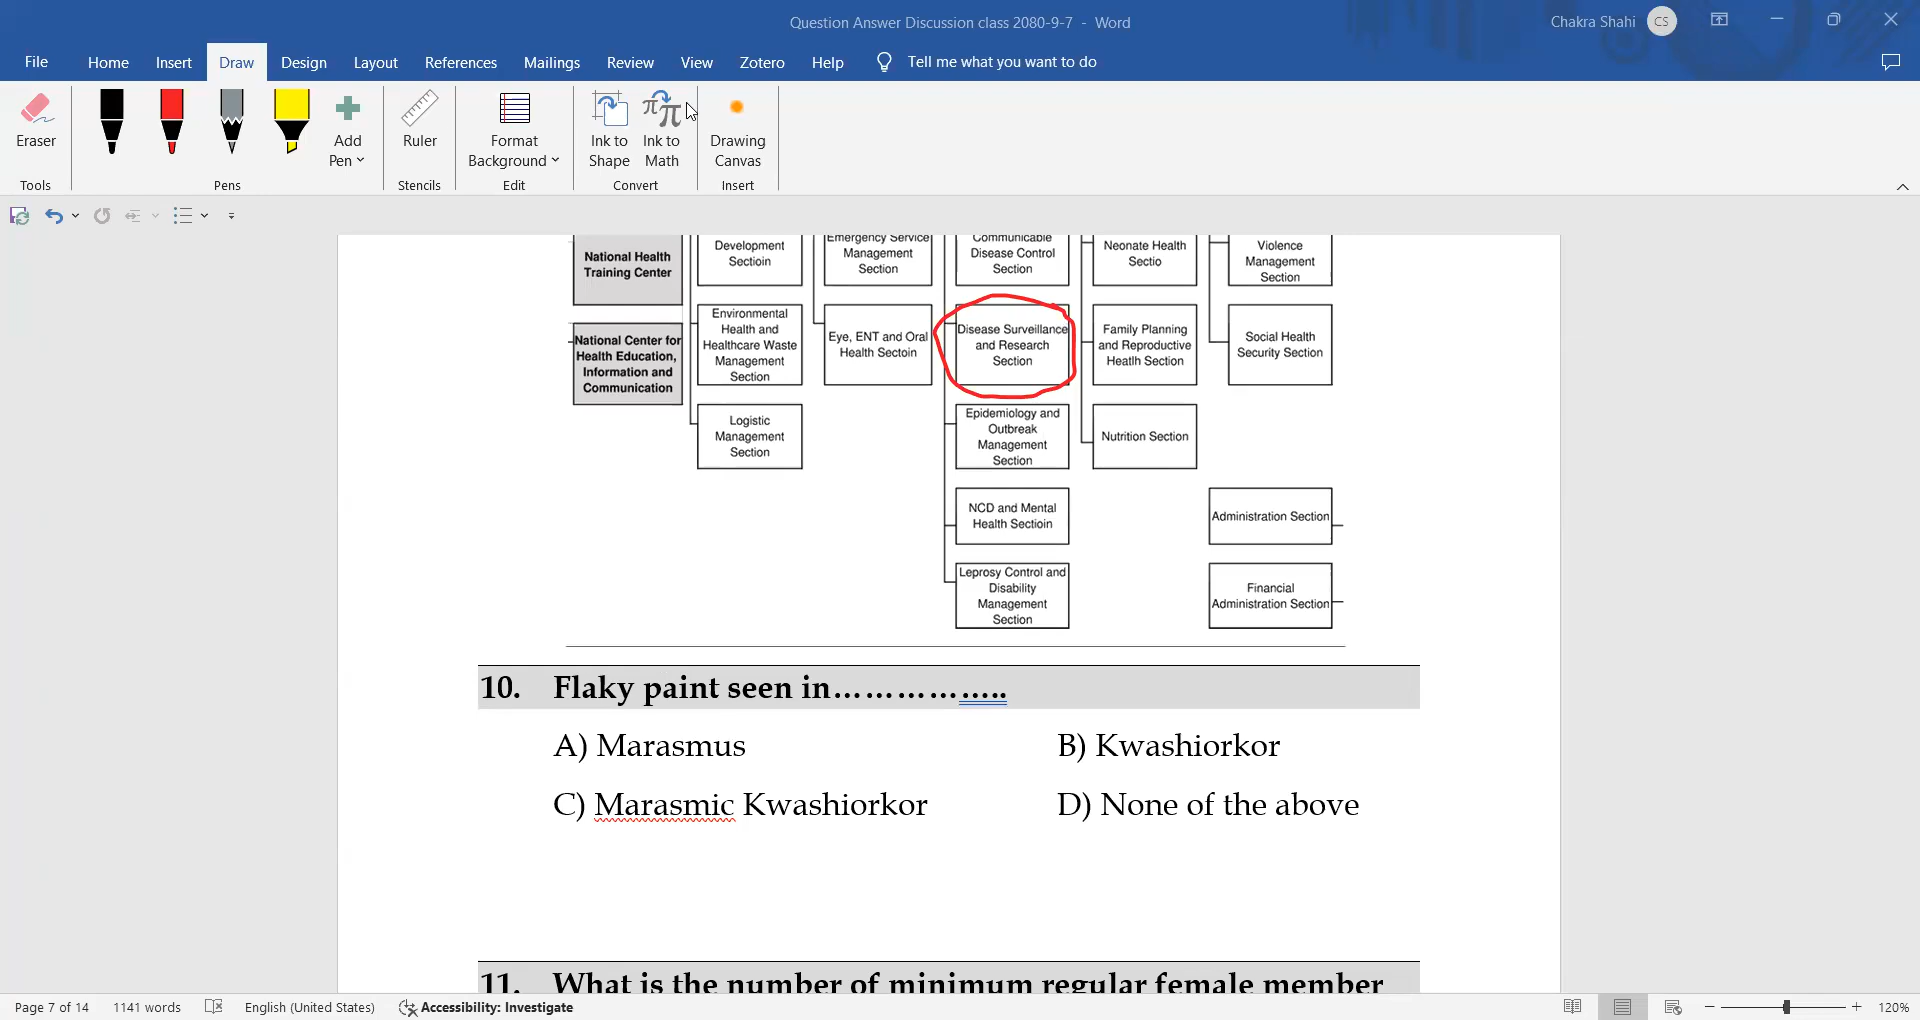 Question Answer Discussion class 2080-9-7 - Word
Chakra Shahi CS
File Home Insert Draw Design Layout References Mailings Review View Zotero Help Tell me what you want to do
Eraser
Add
Pen
Ruler
Format
Background
Ink to
Shape
Ink to
Math
Drawing
Canvas
Tools Pens Stencils Edit Convert Insert
National Health
Training Center
National Center for
Health Education,
Information and
Communication
Development
Sectioin
Environmental
Health and
Healthcare Waste
Management
Section
Logistic
Management
Section
Emergency Service
Management
Section
Eye, ENT and Oral
Health Sectoin
Communicable
Disease Control
Section
Disease Surveillance
and Research
Section
Epidemiology and
Outbreak
Management
Section
NCD and Mental
Health Sectioin
Leprosy Control and
Disability
Management
Section
Neonate Health
Sectio
Family Planning
and Reproductive
Heatlh Section
Nutrition Section
Violence
Management
Section
Social Health
Security Section
Administration Section
Financial
Administration Section
10. Flaky paint seen in……………..
A) Marasmus B) Kwashiorkor
C) Marasmic Kwashiorkor D) None of the above
11. What is the number of minimum regular female member
Page 7 of 14 1141 words English (United States) Accessibility: Investigate 120%